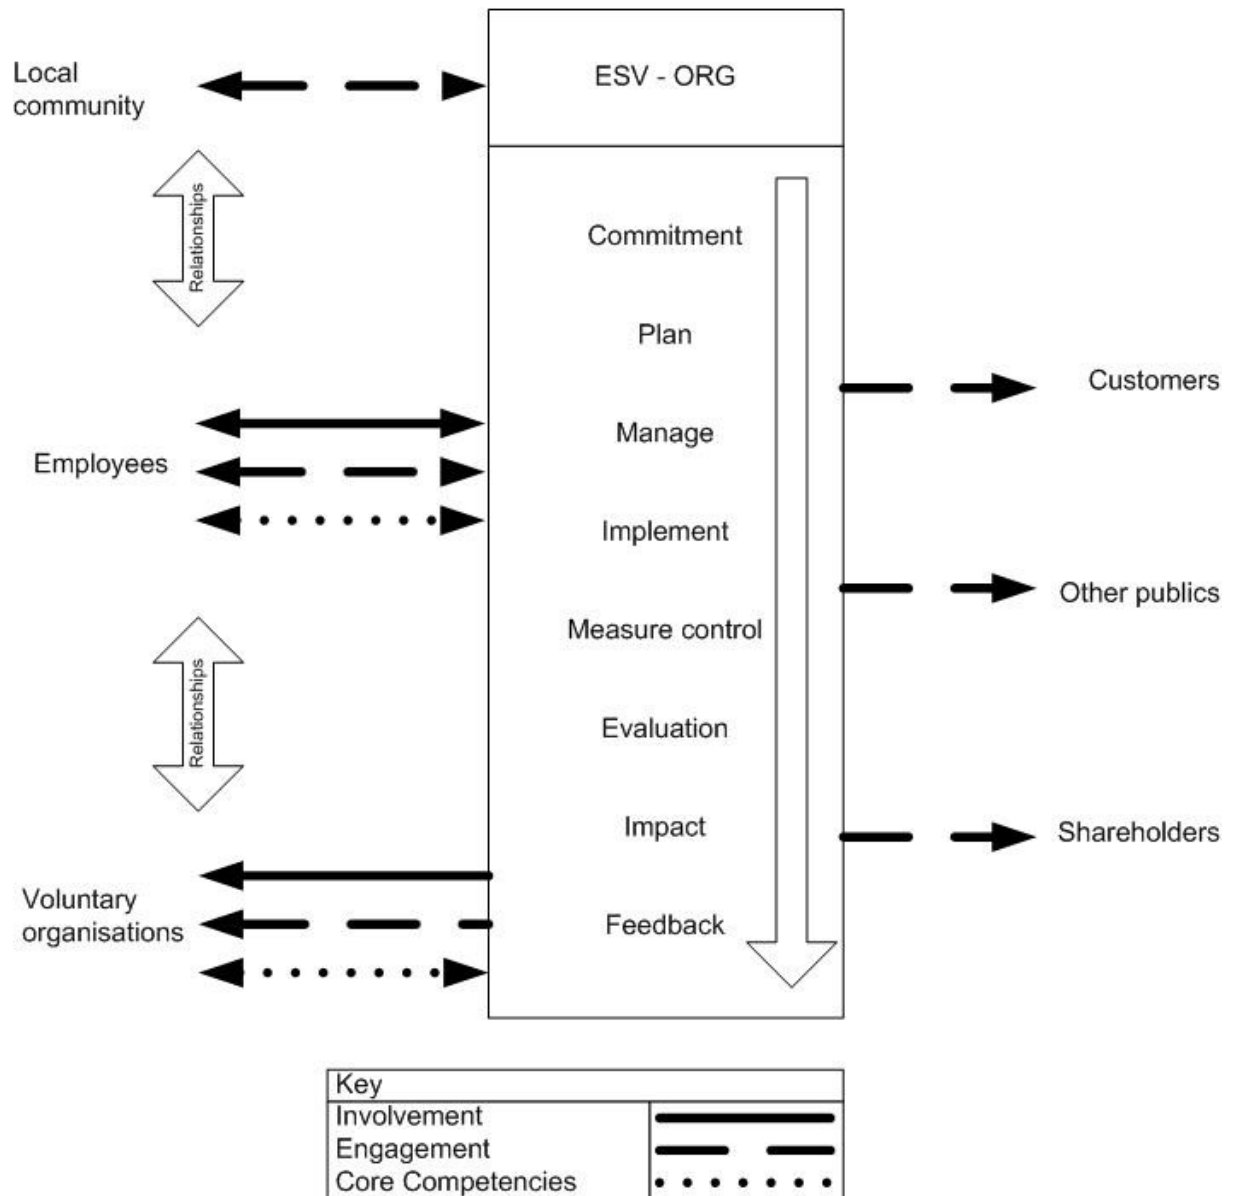 Local
community
ESV - ORG
Relationships
Commitment
Plan
Manage
Implement
Measure control
Evaluation
Impact
Feedback
Employees
Relationships
Voluntary
organisations
Customers
Other publics
Shareholders
Key
Involvement
Engagement
Core Competencies